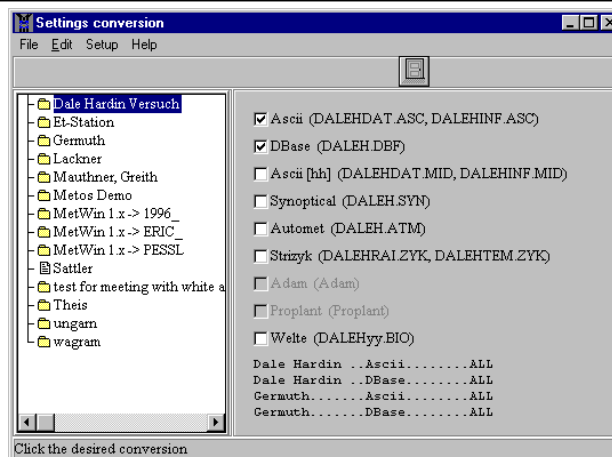 Settings conversion
File Edit Setup Help
Dale Hardin Versuch
Et-Station
Germuth
Lackner
Mauthner, Greith
Metos Demo
MetWin 1.x -> 1996_
MetWin 1.x -> ERIC_
MetWin 1.x -> PESSL
Sattler
test for meeting with white a
Theis
ungarn
wagram
Ascii (DALEHDAT.ASC, DALEHINF.ASC)
DBase (DALEH.DBF)
Ascii [hh] (DALEHDAT.MID, DALEHINF.MID)
Synoptical (DALEH.SYN)
Automet (DALEH.ATM)
Strizyk (DALEHRAI.ZYK, DALEHTEM.ZYK)
Adam (Adam)
Proplant (Proplant)
Welte (DALEHyy.BIO)
Dale Hardin ..Ascii........ALL
Dale Hardin ..DBase........ALL
Germuth.......Ascii........ALL
Germuth.......DBase........ALL
Click the desired conversion